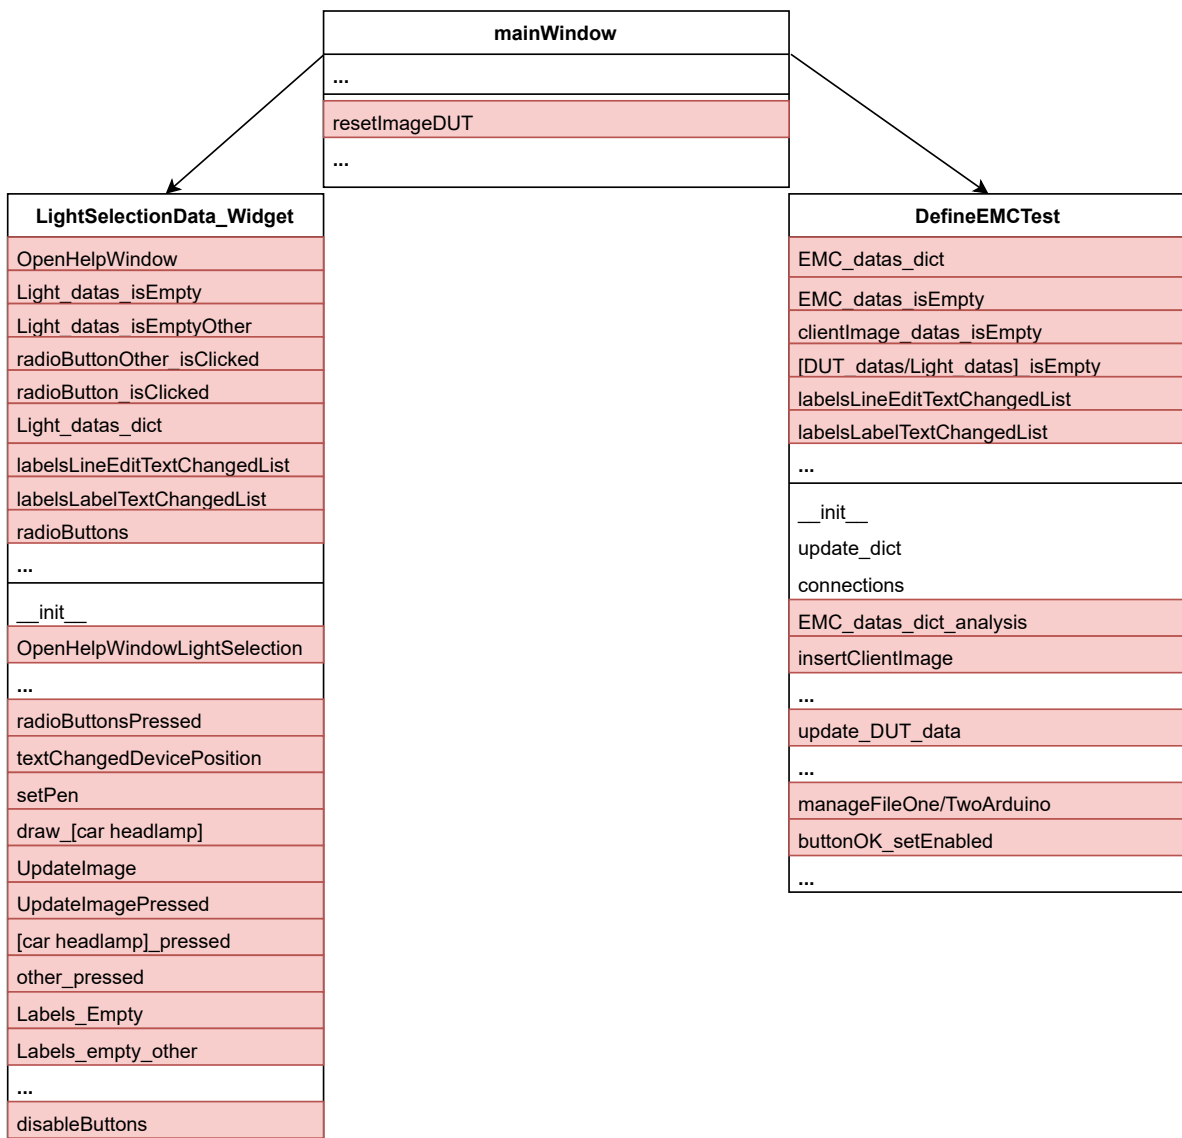 mainWindow
...
resetImageDUT
...
LightSelectionData_Widget
OpenHelpWindow
Light_datas_isEmpty
Light_datas_isEmptyOther
radioButtonOther_isClicked
radioButton_isClicked
Light_datas_dict
labelsLineEditTextChangedList
labelsLabelTextChangedList
radioButtons
...
__init__
OpenHelpWindowLightSelection
...
radioButtonsPressed
textChangedDevicePosition
setPen
draw_[car headlamp]
UpdateImage
UpdateImagePressed
[car headlamp]_pressed
other_pressed
Labels_Empty
Labels_empty_other
...
disableButtons
DefineEMCTest
EMC_datas_dict
EMC_datas_isEmpty
clientImage_datas_isEmpty
[DUT_datas/Light_datas]_isEmpty
labelsLineEditTextChangedList
labelsLabelTextChangedList
...
__init__
update_dict
connections
EMC_datas_dict_analysis
insertClientImage
...
update_DUT_data
...
manageFileOne/TwoArduino
buttonOK_setEnabled
...